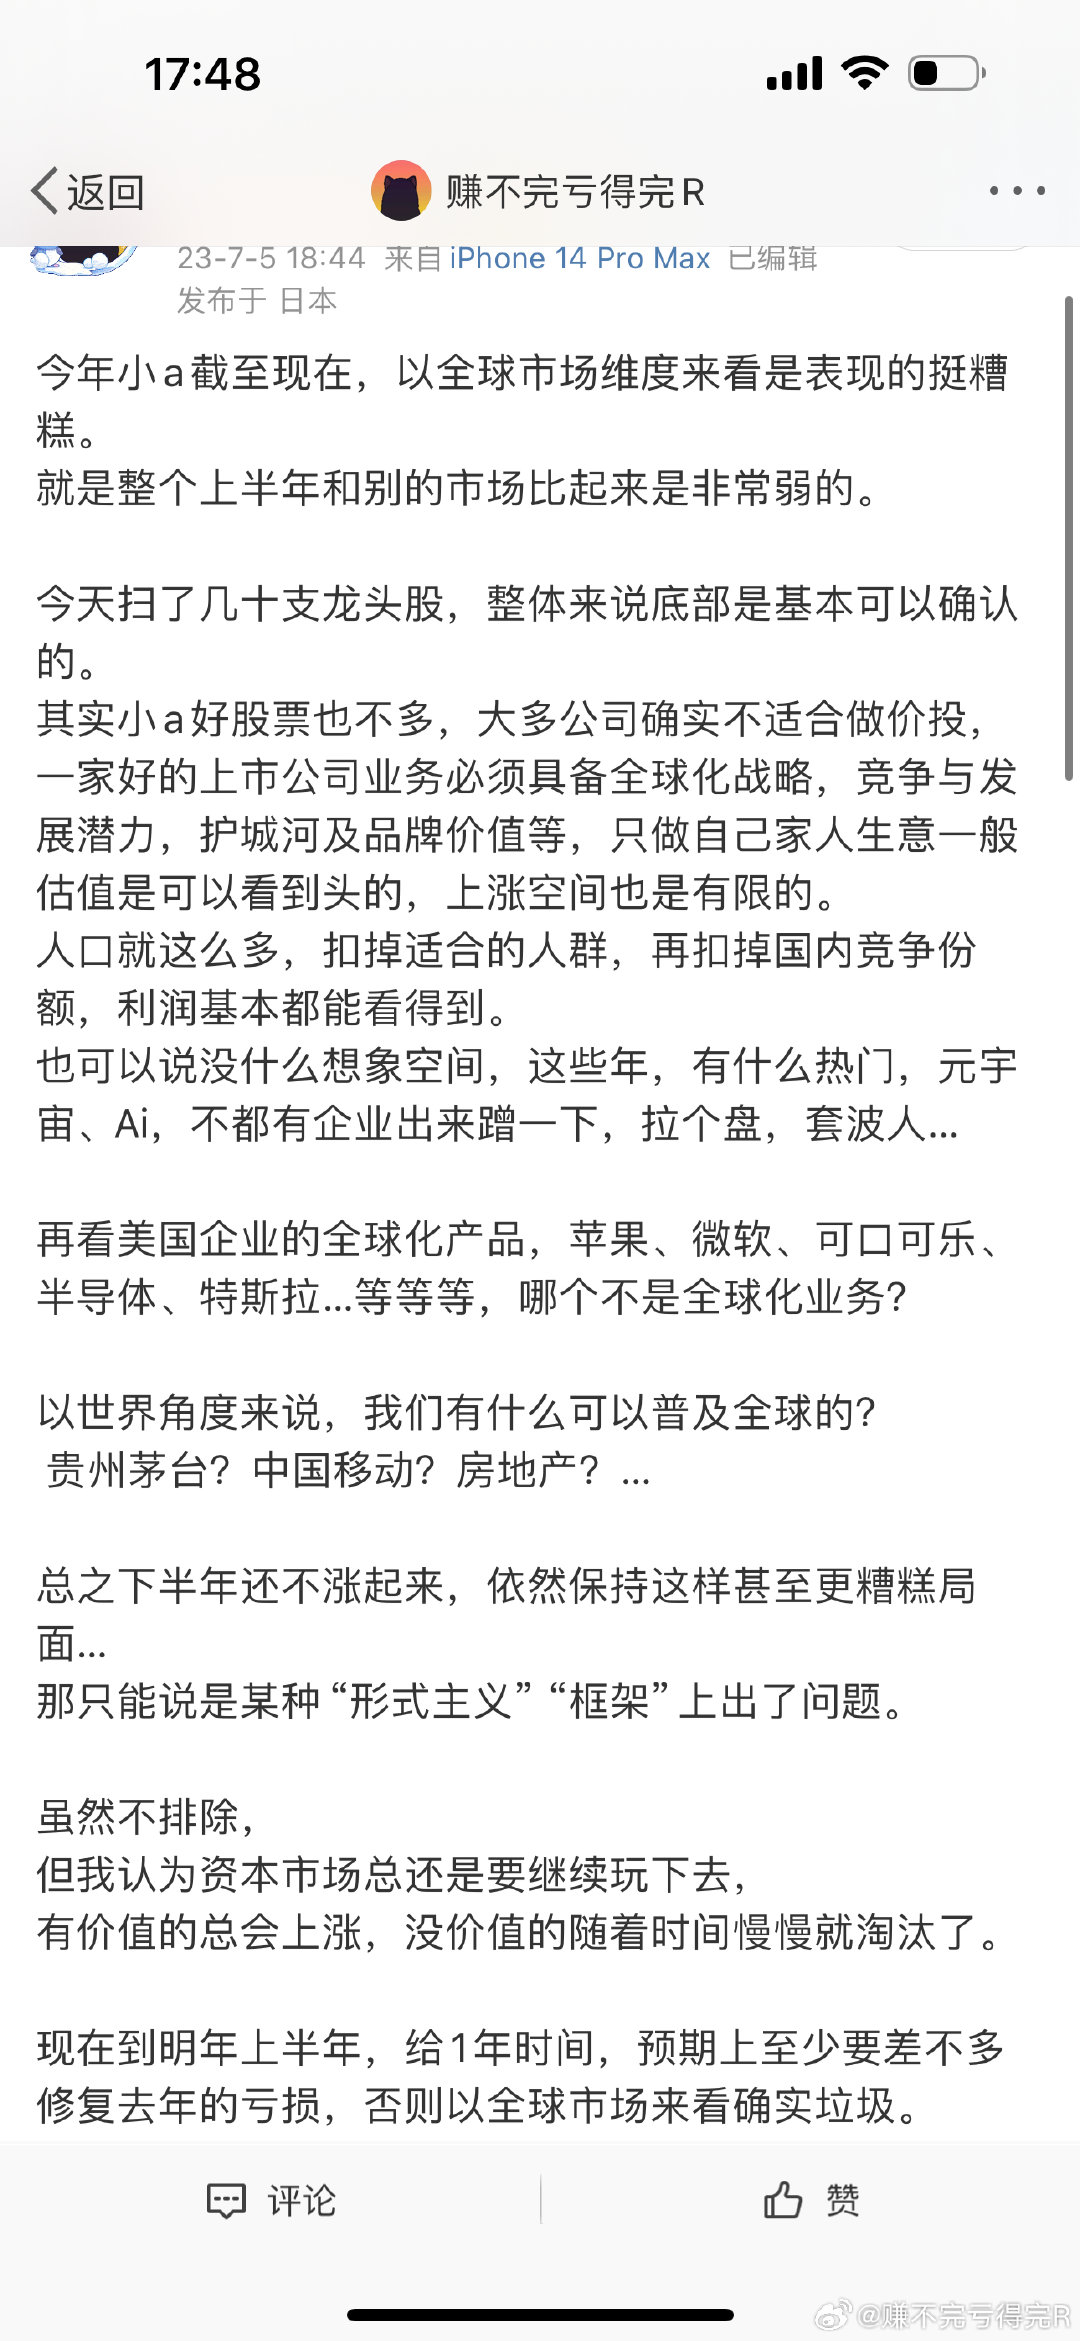 17:48
返回
赚不完亏得完R
23-7-5 18:44 来自 iPhone 14 Pro Max 已编辑
发布于 日本
今年小a截至现在，以全球市场维度来看是表现的挺糟
糕。
就是整个上半年和别的市场比起来是非常弱的。
今天扫了几十支龙头股，整体来说底部是基本可以确认
的。
其实小a好股票也不多，大多公司确实不适合做价投，
一家好的上市公司业务必须具备全球化战略，竞争与发
展潜力，护城河及品牌价值等，只做自己家人生意一般
估值是可以看到头的，上涨空间也是有限的。
人口就这么多，扣掉适合的人群，再扣掉国内竞争份
额，利润基本都能看得到。
也可以说没什么想象空间，这些年，有什么热门，元宇
宙、Ai，不都有企业出来蹭一下，拉个盘，套波人...
再看美国企业的全球化产品，苹果、微软、可口可乐、
半导体、特斯拉...等等等，哪个不是全球化业务？
以世界角度来说，我们有什么可以普及全球的？
贵州茅台？中国移动？房地产？...
总之下半年还不涨起来，依然保持这样甚至更糟糕局
面...
那只能说是某种“形式主义”“框架”上出了问题。
虽然不排除，
但我认为资本市场总还是要继续玩下去，
有价值的总会上涨，没价值的随着时间慢慢就淘汰了。
现在到明年上半年，给1年时间，预期上至少要差不多
修复去年的亏损，否则以全球市场来看确实垃圾。
评论
赞
@赚不完亏得完R